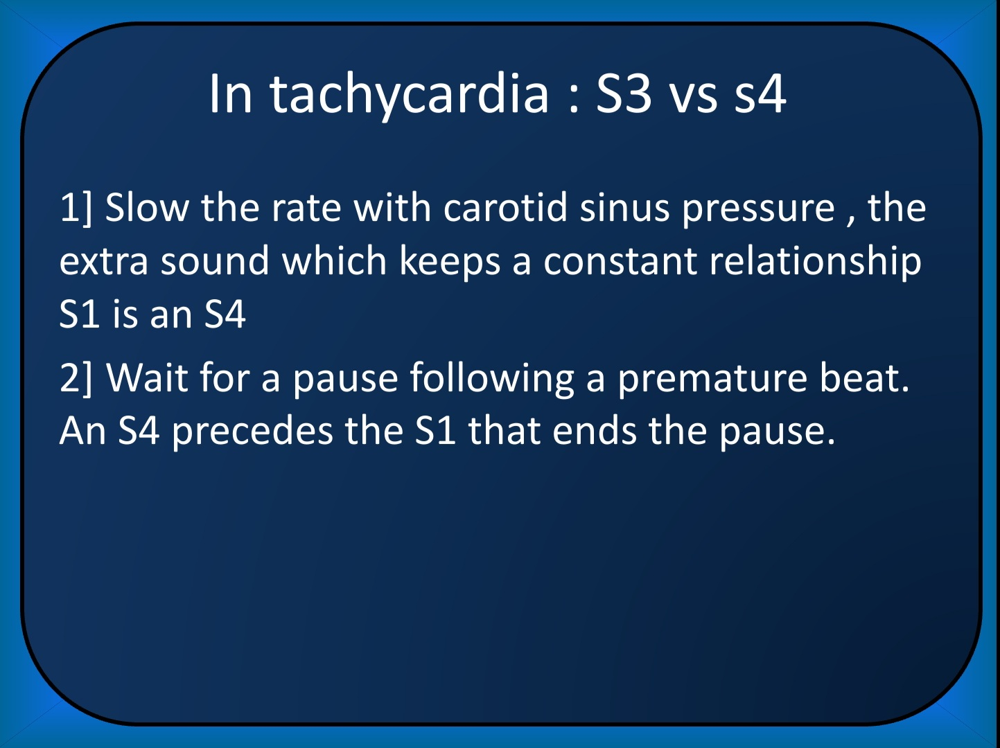 In tachycardia : S3 vs s4
1] Slow the rate with carotid sinus pressure , the
extra sound which keeps a constant relationship
S1 is an S4
2] Wait for a pause following a premature beat.
An S4 precedes the S1 that ends the pause.